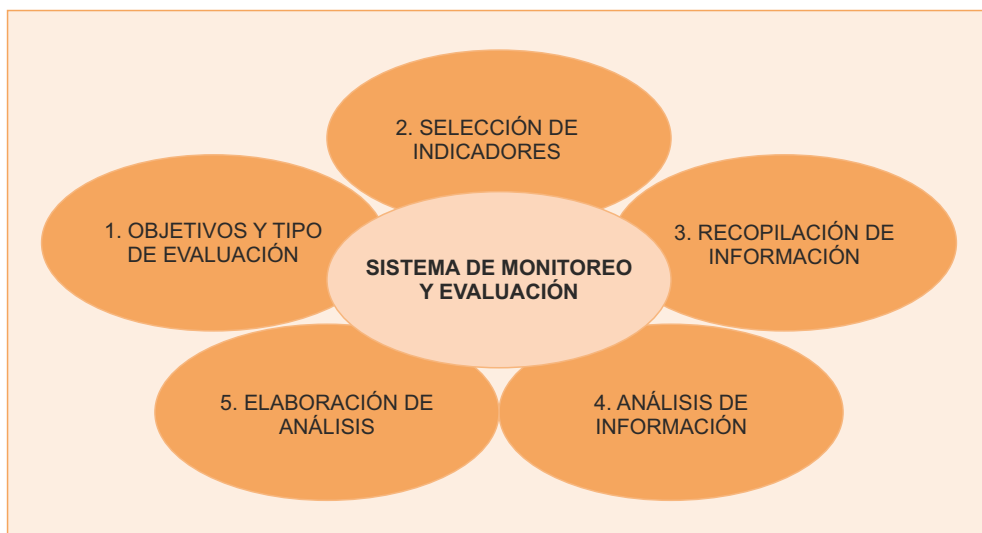 1. OBJETIVOS Y TIPO
DE EVALUACIÓN
2. SELECCIÓN DE
INDICADORES
3. RECOPILACIÓN DE
INFORMACIÓN
4. ANÁLISIS DE
INFORMACIÓN
5. ELABORACIÓN DE
ANÁLISIS
SISTEMA DE MONITOREO
Y EVALUACIÓN